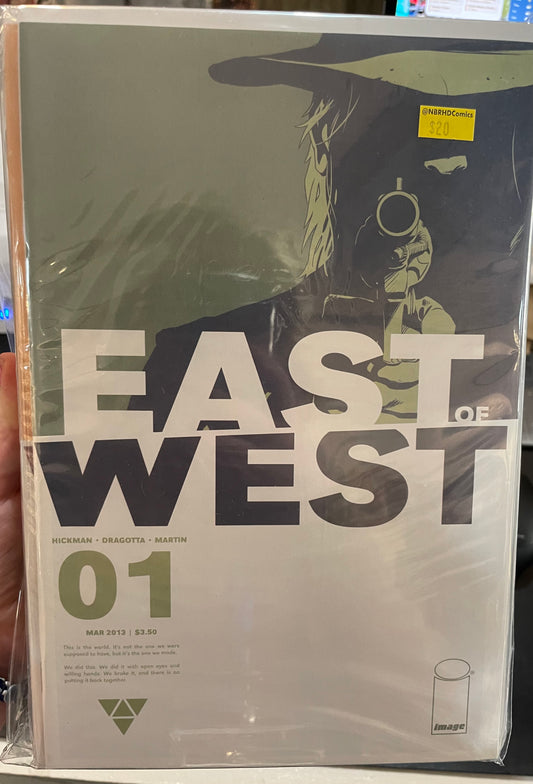 @NBRHDComics
$20
EAST
OF
WEST
HICKMAN • DRAGOTTA • MARTIN
01
MAR 2013 | $3.50
This is the world. It's not the one we were
supposed to have, but it's the one we made.
We did this. We did it with open eyes and
willing hands. We broke it, and there is no
putting it back together.
image